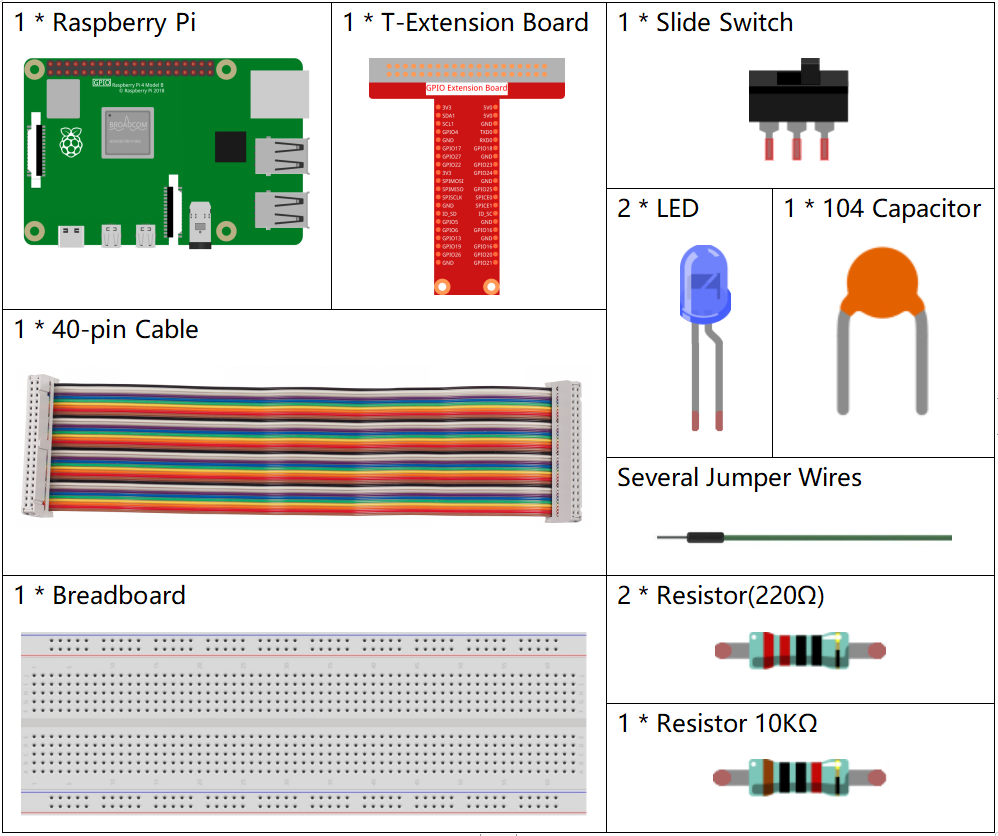 1 * Raspberry Pi
Raspberry Pi 4 Model B
© Raspberry Pi 2018
GPIO
BROADCOM
1 * T-Extension Board
GPIO Extension Board
3V3 5V0
SDA1 5V0
SCL1 GND
GPIO4 TXD0
GND RXD0
GPIO17 GPIO18
GPIO27 GND
GPIO22 GPIO23
3V3 GPIO24
SPIMOSI GND
SPIMISO GPIO25
SPISCLK SPICE0
GND SPICE1
ID_SD ID_SC
GPIO5 GND
GPIO6
GPIO13 GND
GPIO19 GPIO16
GPIO26 GPIO20
GND GPIO21
1 * Slide Switch
2 * LED
1 * 104 Capacitor
1 * 40-pin Cable
Several Jumper Wires
1 * Breadboard
2 * Resistor(220Ω)
1 * Resistor 10KΩ